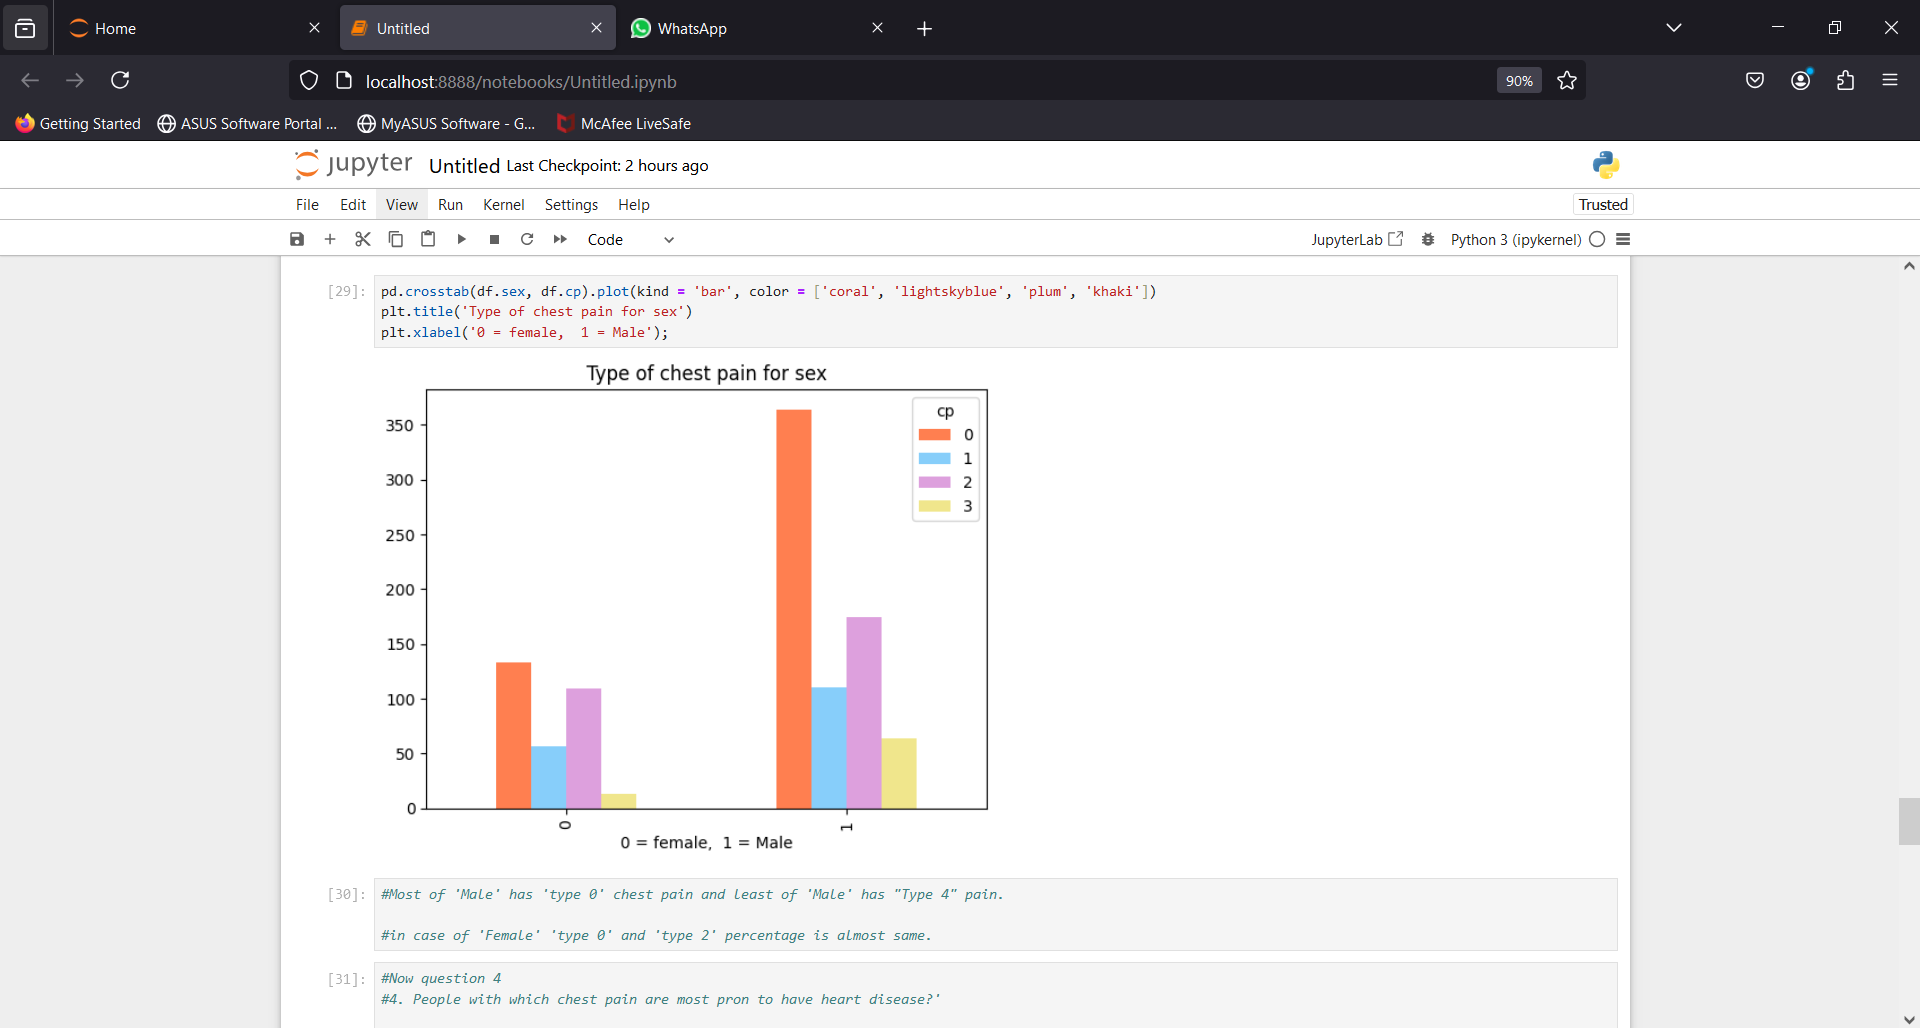 Home
Untitled
WhatsApp
localhost:8888/notebooks/Untitled.ipynb
90%
Getting Started
ASUS Software Portal ...
MyASUS Software - G...
McAfee LiveSafe
jupyter Untitled Last Checkpoint: 2 hours ago
File Edit View Run Kernel Settings Help
Trusted
Code
JupyterLab
Python 3 (ipykernel)
[29]:
pd.crosstab(df.sex, df.cp).plot(kind = 'bar', color = ['coral', 'lightskyblue', 'plum', 'khaki'])
plt.title('Type of chest pain for sex')
plt.xlabel('0 = female,  1 = Male');
Type of chest pain for sex
cp
0
1
2
3
350
300
250
200
150
100
50
0
0
1
0 = female,  1 = Male
[30]:
#Most of 'Male' has 'type 0' chest pain and least of 'Male' has "Type 4" pain.
#in case of 'Female' 'type 0' and 'type 2' percentage is almost same.
[31]:
#Now question 4
#4. People with which chest pain are most pron to have heart disease?'